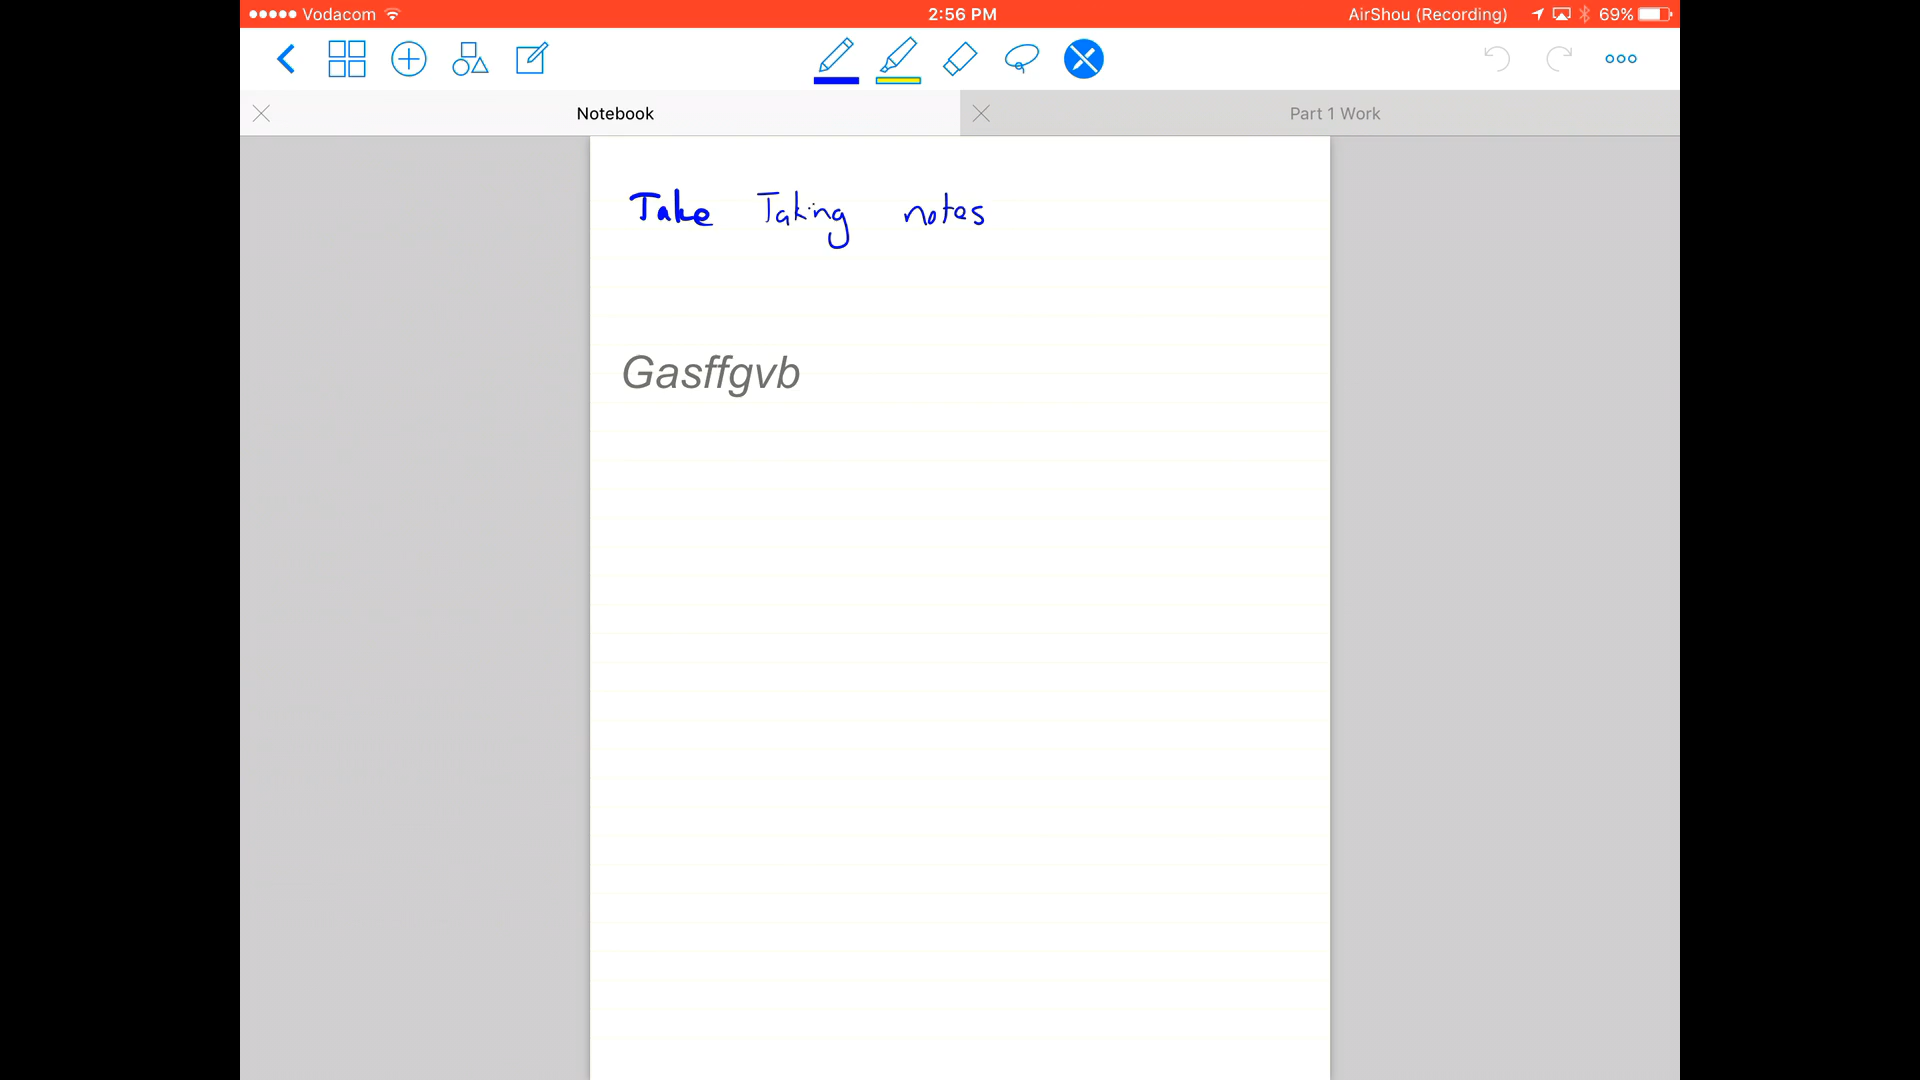 Vodacom 2:56 PM AirShou (Recording) 69%
Notebook Part 1 Work
Take Taking notes
Gasffgvb